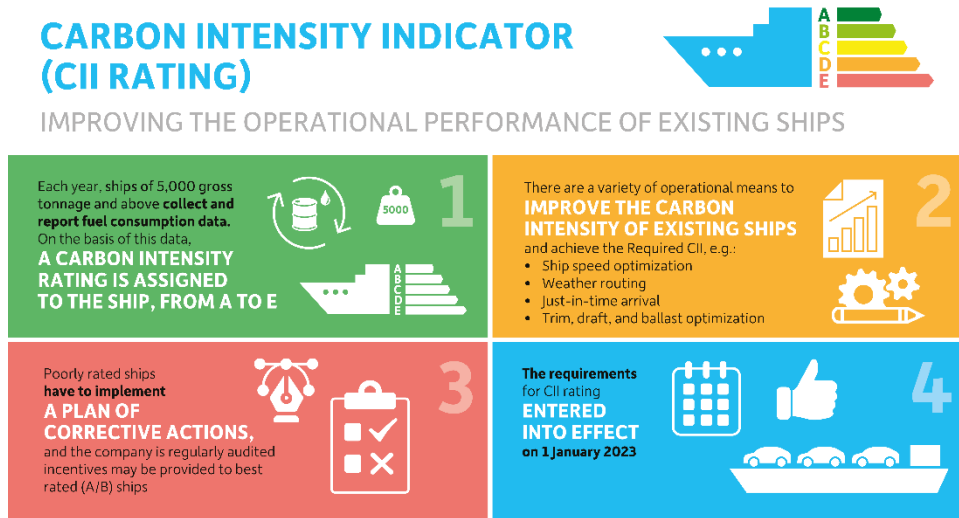 CARBON INTENSITY INDICATOR
(CII RATING)
A
B
C
D
E
IMPROVING THE OPERATIONAL PERFORMANCE OF EXISTING SHIPS
Each year, ships of 5,000 gross
tonnage and above collect and
report fuel consumption data.
On the basis of this data,
A CARBON INTENSITY
RATING IS ASSIGNED
TO THE SHIP, FROM A TO E
5000
1
A
B
C
D
E
There are a variety of operational means to
IMPROVE THE CARBON
INTENSITY OF EXISTING SHIPS
and achieve the Required CII, e.g.:
• Ship speed optimization
• Weather routing
• Just-in-time arrival
• Trim, draft, and ballast optimization
2
Poorly rated ships
have to implement
A PLAN OF
CORRECTIVE ACTIONS,
and the company is regularly audited
incentives may be provided to best
rated (A/B) ships
3
The requirements
for CII rating
ENTERED
INTO EFFECT
on 1 January 2023
4